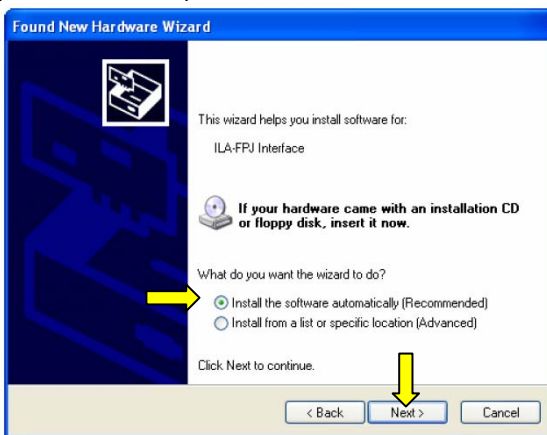 Found New Hardware Wizard
This wizard helps you install software for:
ILA-FPJ Interface
If your hardware came with an installation CD
or floppy disk, insert it now.
What do you want the wizard to do?
Install the software automatically (Recommended)
Install from a list or specific location (Advanced)
Click Next to continue.
< Back Next > Cancel